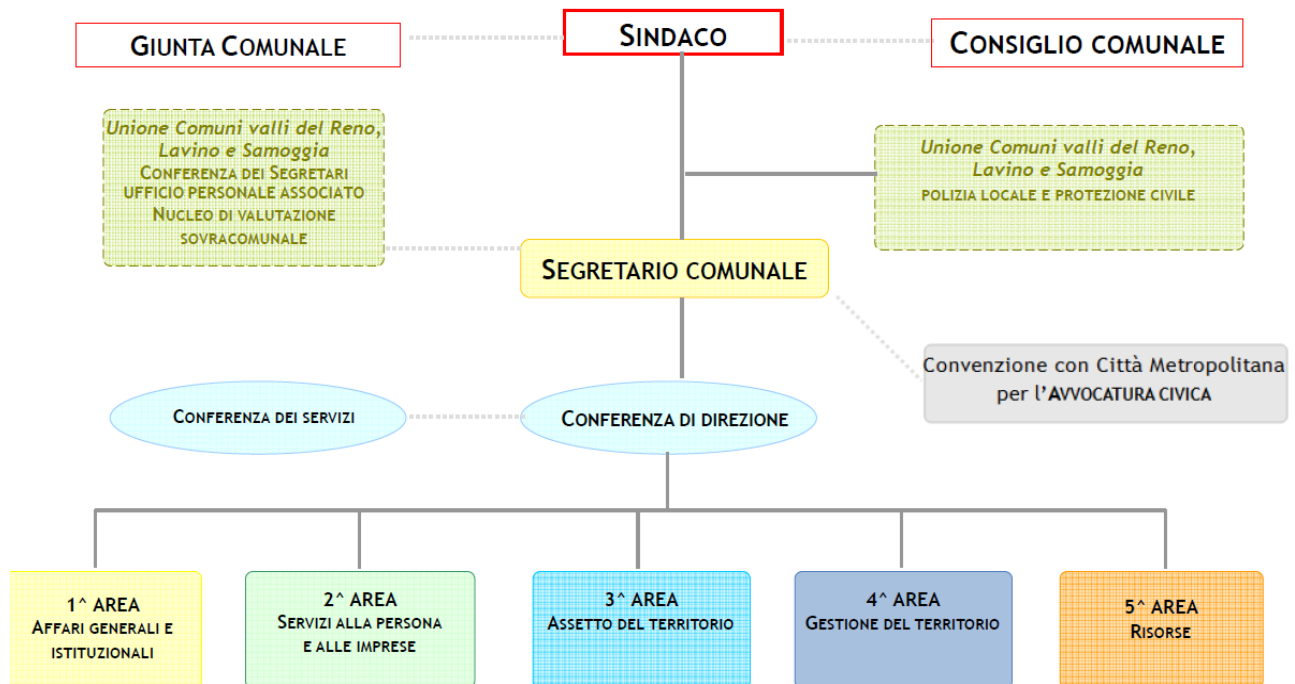 GIUNTA COMUNALE
SINDACO
CONSIGLIO COMUNALE
Unione Comuni valli del Reno,
Lavino e Samoggia
CONFERENZA DEI SEGRETARI
UFFICIO PERSONALE ASSOCIATO
NUCLEO DI VALUTAZIONE
SOVRACOMUNALE
Unione Comuni valli del Reno,
Lavino e Samoggia
POLIZIA LOCALE E PROTEZIONE CIVILE
SEGRETARIO COMUNALE
Convenzione con Città Metropolitana
per l'AVVOCATURA CIVICA
CONFERENZA DEI SERVIZI
CONFERENZA DI DIREZIONE
1^ AREA
AFFARI GENERALI E
ISTITUZIONALI
2^ AREA
SERVIZI ALLA PERSONA
E ALLE IMPRESE
3^ AREA
ASSETTO DEL TERRITORIO
4^ AREA
GESTIONE DEL TERRITORIO
5^ AREA
RISORSE